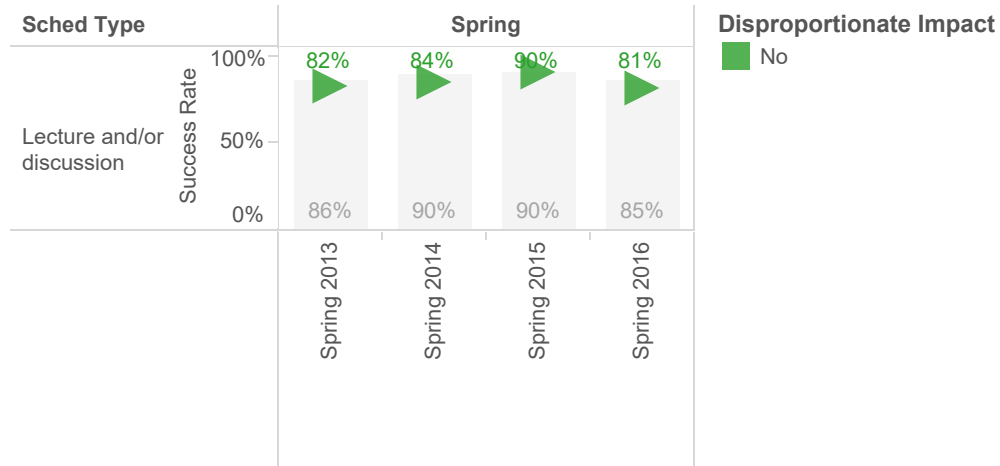 Sched Type
Spring
Disproportionate Impact
No
Lecture and/or
discussion
Success Rate
100%
50%
0%
82%
84%
90%
81%
86%
90%
90%
85%
Spring 2013
Spring 2014
Spring 2015
Spring 2016